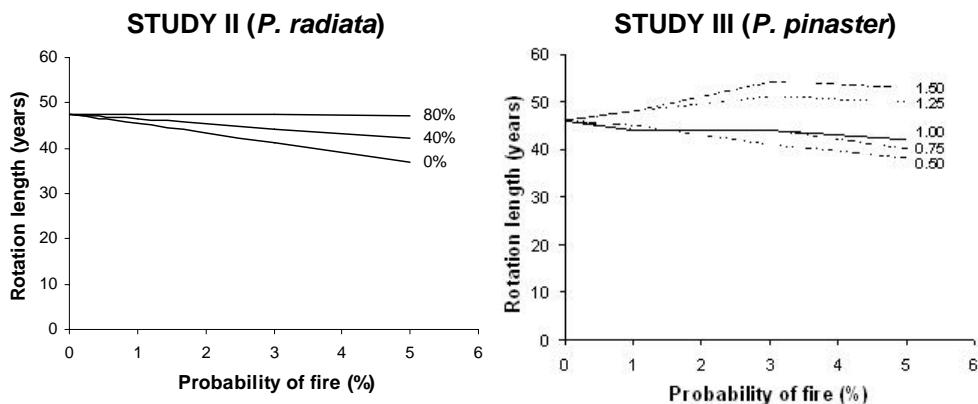 STUDY II (P. radiata)
60
50
40
30
20
10
0
Rotation length (years)
80%
40%
0%
0 1 2 3 4 5 6
Probability of fire (%)
STUDY III (P. pinaster)
60
50
40
30
20
10
0
Rotation length (years)
1.50
1.25
1.00
0.75
0.50
0 1 2 3 4 5 6
Probability of fire (%)